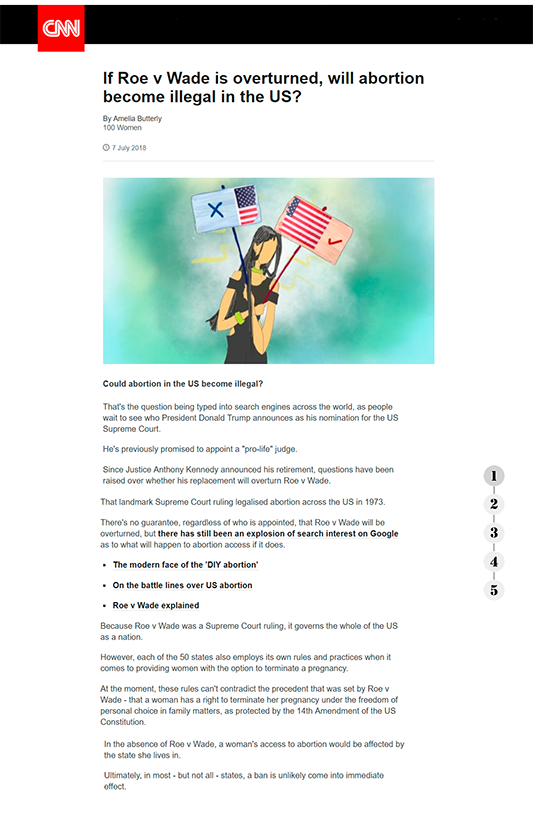 CNN
If Roe v Wade is overturned, will abortion
become illegal in the US?
By Amelia Butterly
100 Women
7 July 2018
Could abortion in the US become illegal?
That's the question being typed into search engines across the world, as people
wait to see who President Donald Trump announces as his nomination for the US
Supreme Court.
He's previously promised to appoint a "pro-life" judge.
Since Justice Anthony Kennedy announced his retirement, questions have been
raised over whether his replacement will overturn Roe v Wade.
That landmark Supreme Court ruling legalised abortion across the US in 1973.
There's no guarantee, regardless of who is appointed, that Roe v Wade will be
overturned, but there has still been an explosion of search interest on Google
as to what will happen to abortion access if it does.
• The modern face of the 'DIY abortion'
• On the battle lines over US abortion
• Roe v Wade explained
Because Roe v Wade was a Supreme Court ruling, it governs the whole of the US
as a nation.
However, each of the 50 states also employs its own rules and practices when it
comes to providing women with the option to terminate a pregnancy.
At the moment, these rules can't contradict the precedent that was set by Roe v
Wade - that a woman has a right to terminate her pregnancy under the freedom of
personal choice in family matters, as protected by the 14th Amendment of the US
Constitution.
In the absence of Roe v Wade, a woman's access to abortion would be affected by
the state she lives in.
Ultimately, in most - but not all - states, a ban is unlikely come into immediate
effect.
1
2
3
4
5